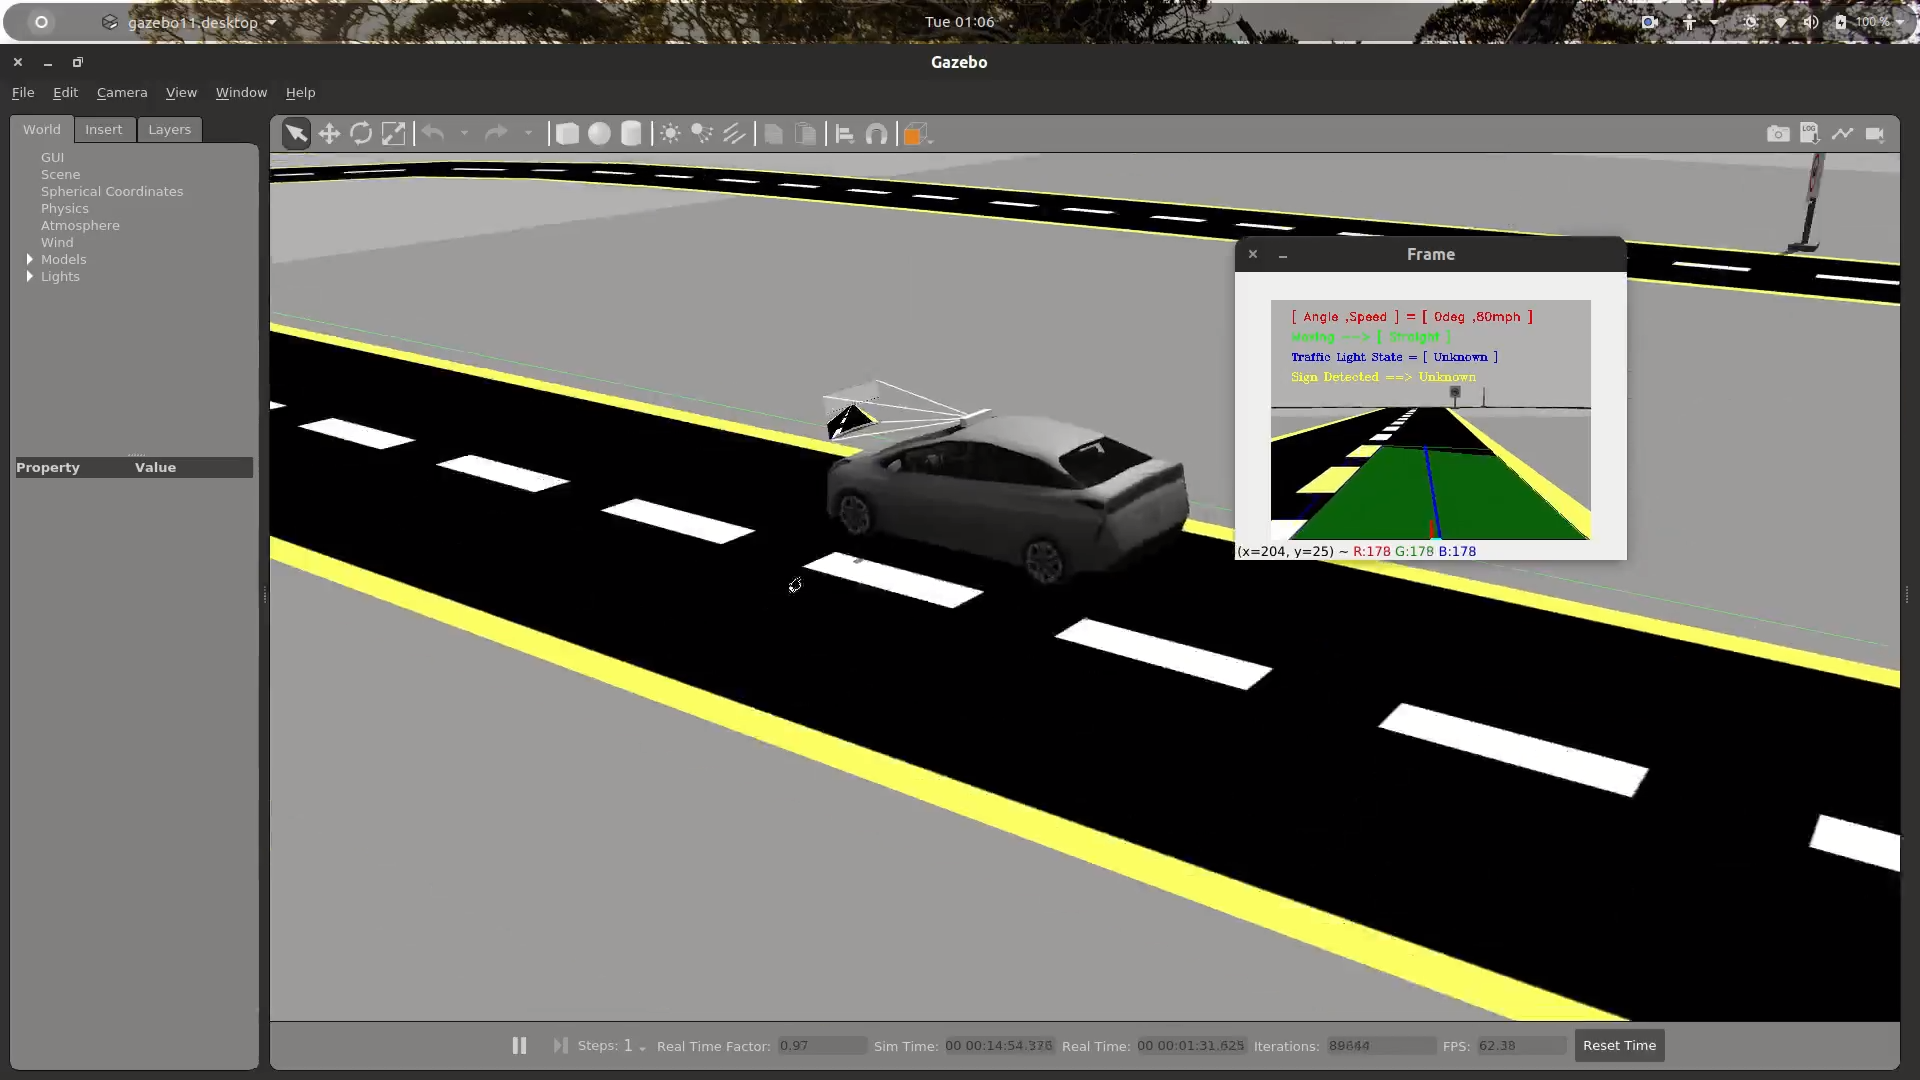 gazebo11.desktop
Tue 01:06
100 %
Gazebo
File Edit Camera View Window Help
World Insert Layers
GUI
Scene
Spherical Coordinates
Physics
Atmosphere
Wind
Models
Lights
Property Value
LOG
Frame
[ Angle ,Speed ] = [ 0deg ,80mph ]
Moving --> [ Straight ]
Traffic Light State = [ Unknown ]
Sign Detected ==> Unknown
(x=204, y=25) ~ R:178 G:178 B:178
Steps: 1 Real Time Factor: 0.97 Sim Time: 00 00:14:54.376 Real Time: 00 00:01:31.625 Iterations: 89644 FPS: 62.38 Reset Time